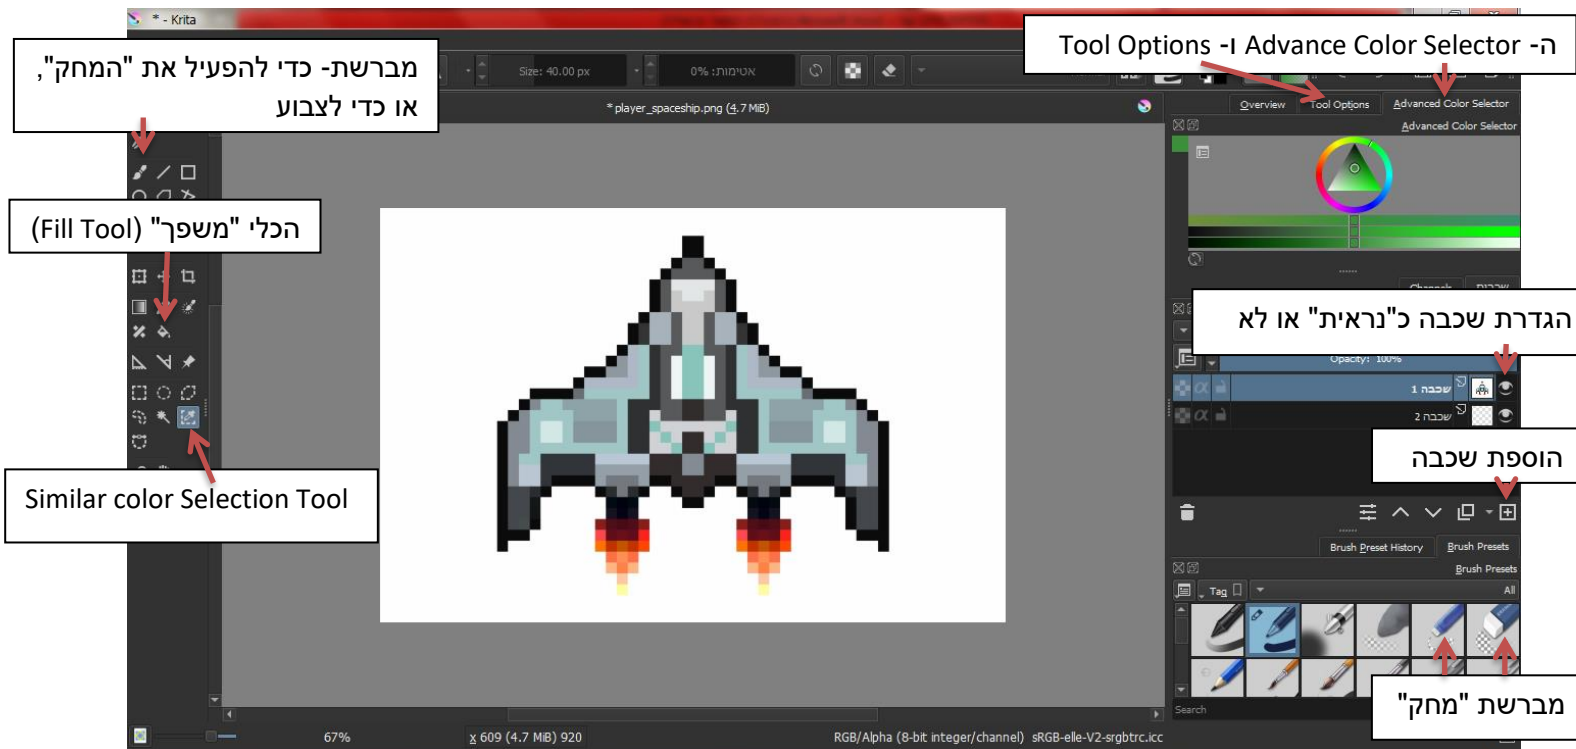 * - Krita
מברשת- כדי להפעיל את "המחק",
או כדי לצבוע
ה- Advance Color Selector ו- Tool Options
Size: 40.00 px
אטימות: 0%
* player_spaceship.png (4.7 MiB)
Overview
Tool Options
Advanced Color Selector
Advanced Color Selector
הכלי "משפך" (Fill Tool)
הגדרת שכבה כ"נראית" או לא
Opacity: 100%
שכבה 1
שכבה 2
הוספת שכבה
Similar color Selection Tool
Brush Preset History
Brush Presets
Brush Presets
Tag
All
מברשת "מחק"
Search
67%
x 609 (4.7 MiB) 920
RGB/Alpha (8-bit integer/channel) sRGB-elle-V2-srgbtrc.icc